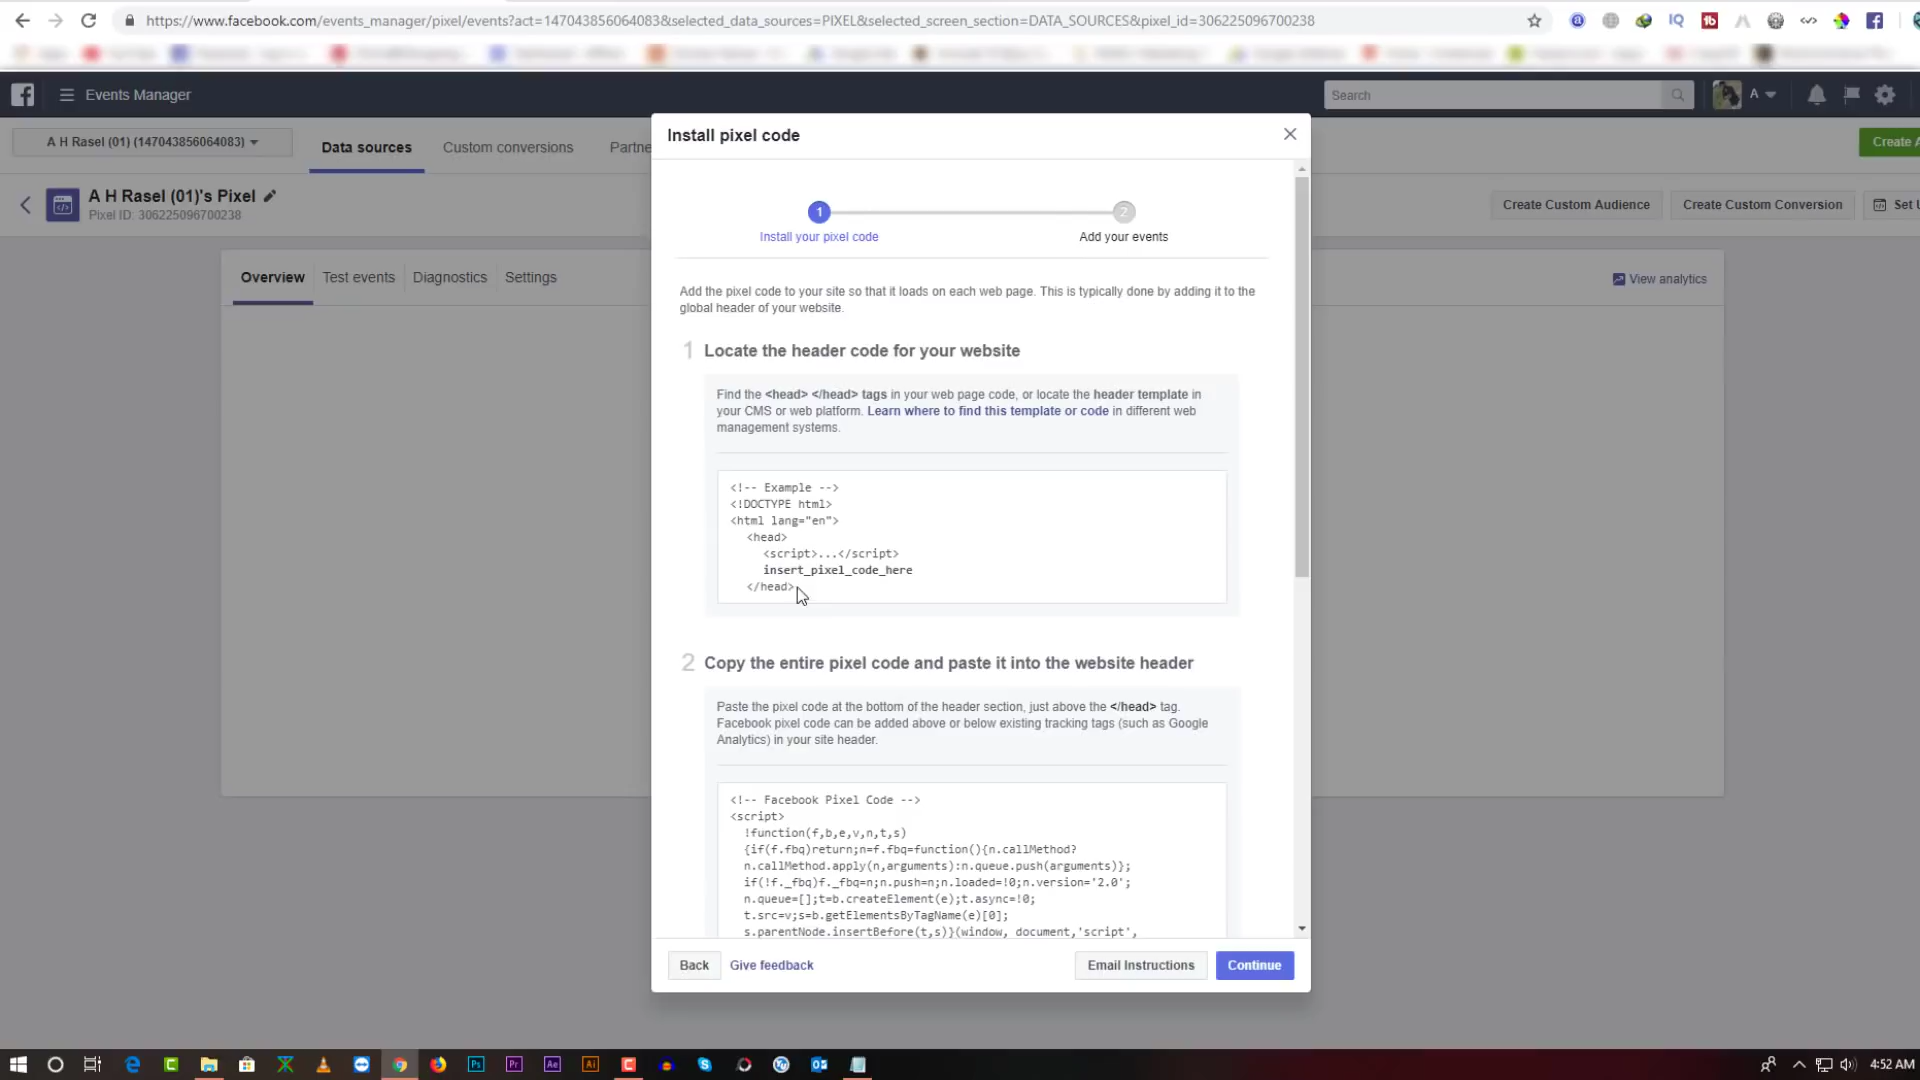 https://www.facebook.com/events_manager/pixel/events?act=147043856064083&selected_data_sources=PIXEL&selected_screen_section=DATA_SOURCES&pixel_id=306225096700238
Events Manager
Search
A
A H Rasel (01) (147043856064083)
Data sources
Custom conversions
Partne
Create A
A H Rasel (01)'s Pixel
Pixel ID: 306225096700238
Create Custom Audience
Create Custom Conversion
Set U
Overview
Test events
Diagnostics
Settings
View analytics
Install pixel code
1
2
Install your pixel code
Add your events
Add the pixel code to your site so that it loads on each web page. This is typically done by adding it to the
global header of your website.
1 Locate the header code for your website
Find the <head> </head> tags in your web page code, or locate the header template in
your CMS or web platform. Learn where to find this template or code in different web
management systems.
<!-- Example -->
<!DOCTYPE html>
<html lang="en">
<head>
<script>...</script>
insert_pixel_code_here
</head>
2 Copy the entire pixel code and paste it into the website header
Paste the pixel code at the bottom of the header section, just above the </head> tag.
Facebook pixel code can be added above or below existing tracking tags (such as Google
Analytics) in your site header.
<!-- Facebook Pixel Code -->
<script>
!function(f,b,e,v,n,t,s)
{if(f.fbq)return;n=f.fbq=function(){n.callMethod?
n.callMethod.apply(n,arguments):n.queue.push(arguments)};
if(!f._fbq)f._fbq=n;n.push=n;n.loaded=!0;n.version='2.0';
n.queue=[];t=b.createElement(e);t.async=!0;
t.src=v;s=b.getElementsByTagName(e)[0];
s.parentNode.insertBefore(t,s)}(window, document,'script',
Back
Give feedback
Email Instructions
Continue
4:52 AM